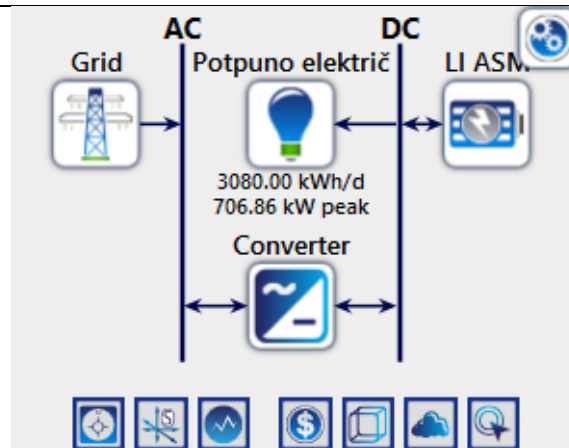 AC DC
Grid Potpuno električ LI ASM
3080.00 kWh/d
706.86 kW peak
Converter